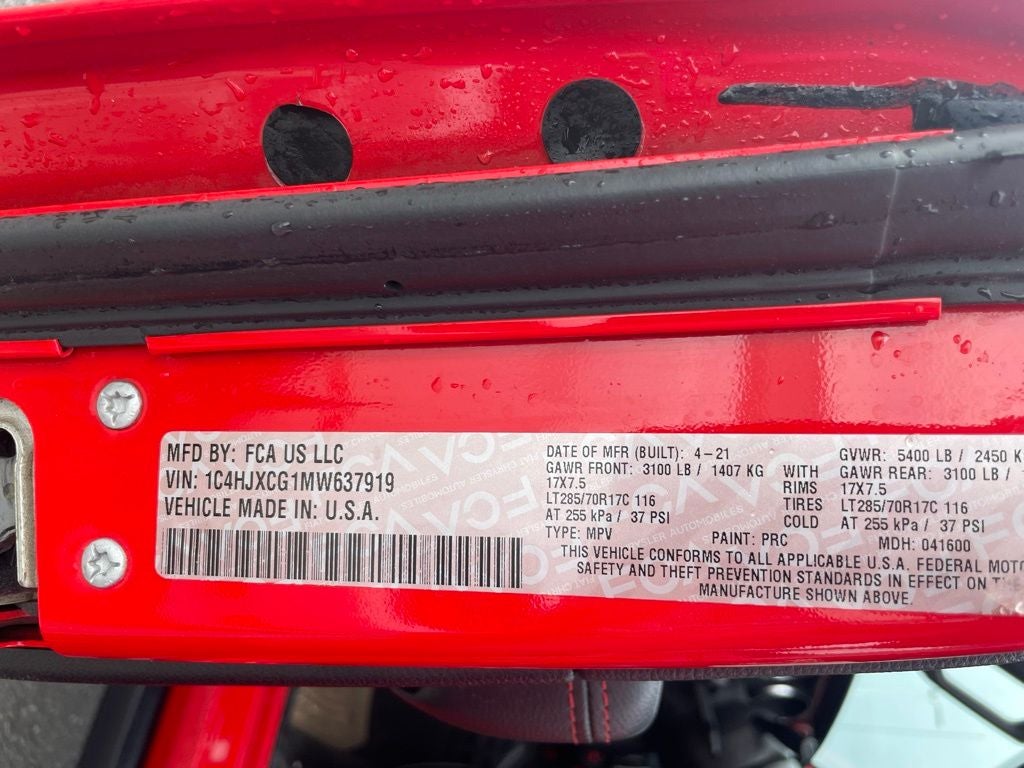 MFD BY: FCA US LLC
VIN: 1C4HJXCG1MW637919
VEHICLE MADE IN: U.S.A.
DATE OF MFR (BUILT): 4-21
GVWR: 5400 LB / 2450
GAWR FRONT: 3100 LB / 1407 KG WITH GAWR REAR: 3100 LB /
17X7.5 RIMS 17X7.5
LT285/70R17C 116 TIRES LT285/70R17C 116
AT 255 kPa / 37 PSI COLD AT 255 kPa / 37 PSI
TYPE: MPV PAINT: PRC MDH: 041600
THIS VEHICLE CONFORMS TO ALL APPLICABLE U.S.A. FEDERAL
SAFETY AND THEFT PREVENTION STANDARDS IN EFFECT ON
MANUFACTURE SHOWN ABOVE.